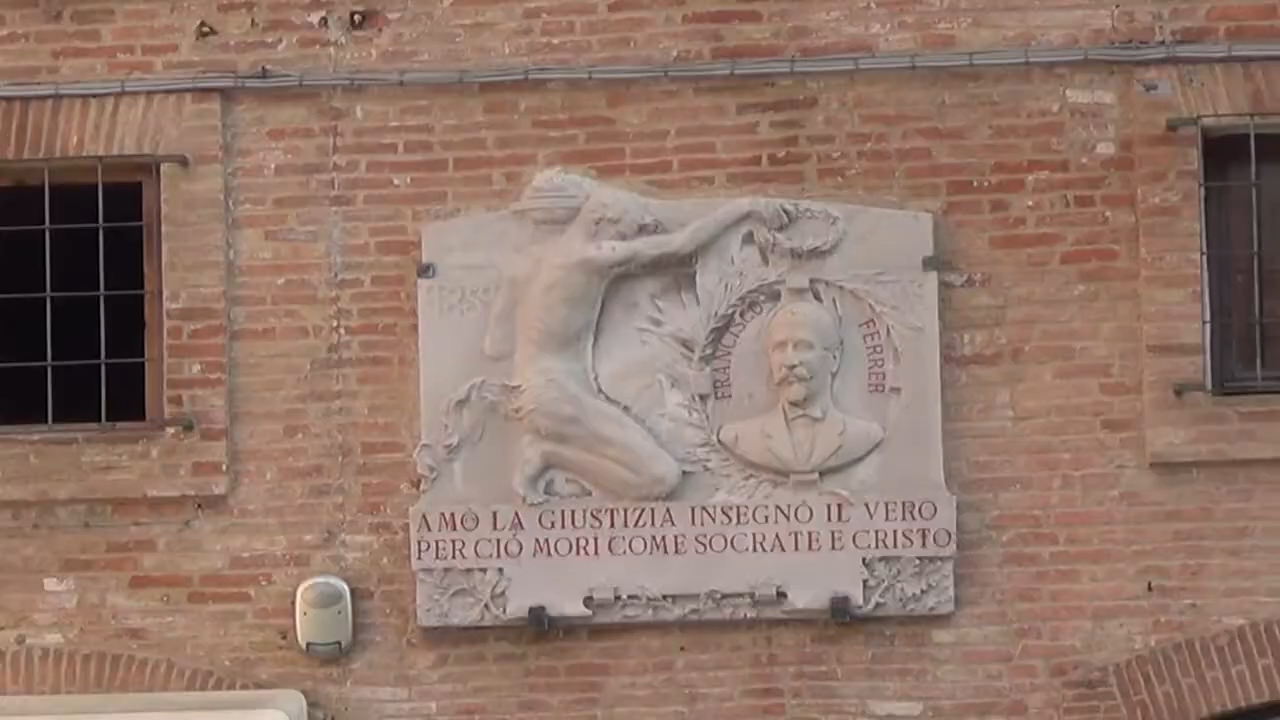 FRANCISCO FERRER
AMÒ LA GIUSTIZIA INSEGNÒ IL VERO
PER CIÒ MORÌ COME SOCRATE E CRISTO